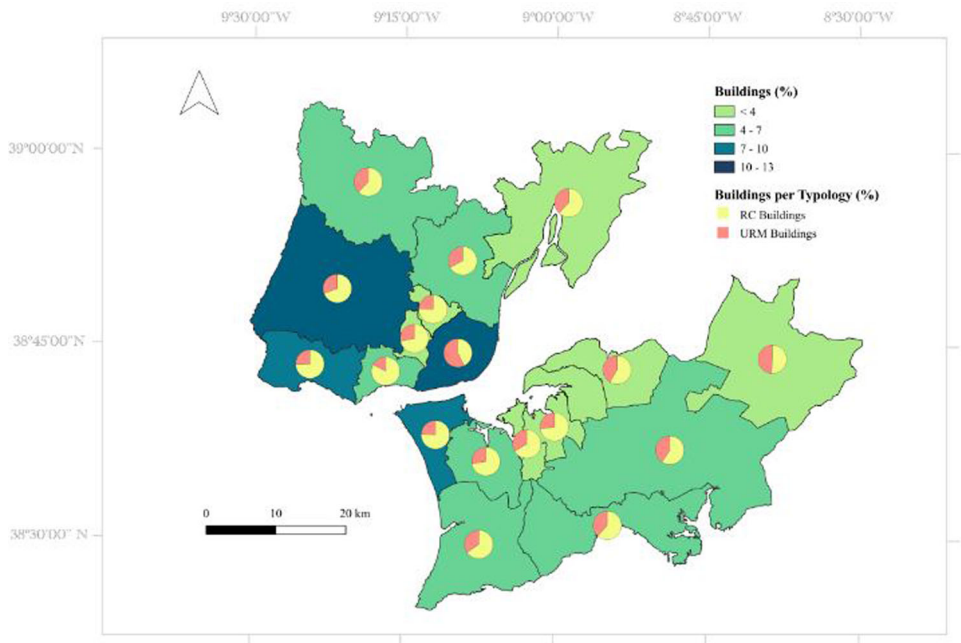 9°30'00"W 9°15'00"W 9°00'00"W 8°45'00"W 8°30'00"W
39°00'00"N
38°45'00"N
38°30'00" N
Buildings (%)
< 4
4 - 7
7 - 10
10 - 13
Buildings per Typology (%)
RC Buildings
URM Buildings
0 10 20 km